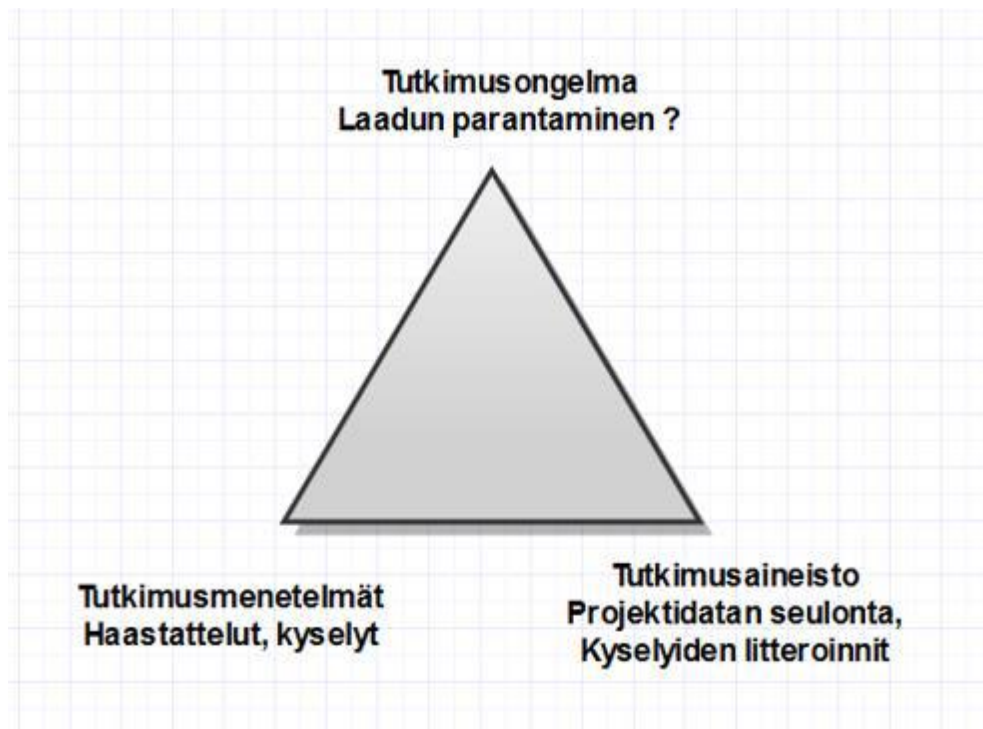 Tutkimusongelma
Laadun parantaminen ?
Tutkimusmenetelmät
Haastattelut, kyselyt
Tutkimusaineisto
Projektidatan seulonta,
Kyselyiden litteroinnit